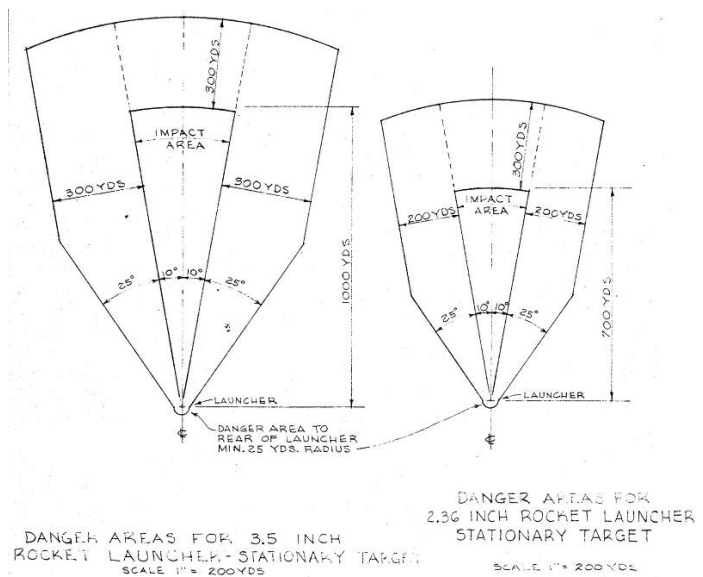 300 YDS
IMPACT
AREA
300 YDS
300 YDS
25°
10°
10°
25°
1000 YDS
LAUNCHER
DANGER AREA TO
REAR OF LAUNCHER
MIN. 25 YDS. RADIUS
300 YDS
IMPACT
AREA
200 YDS
200 YDS
25°
10°
10°
25°
700 YDS
LAUNCHER
DANGER AREAS FOR 3.5 INCH
ROCKET LAUNCHER-STATIONARY TARGET
SCALE 1" = 200 YDS
DANGER AREAS FOR
2.36 INCH ROCKET LAUNCHER
STATIONARY TARGET
SCALE 1" = 200 YDS